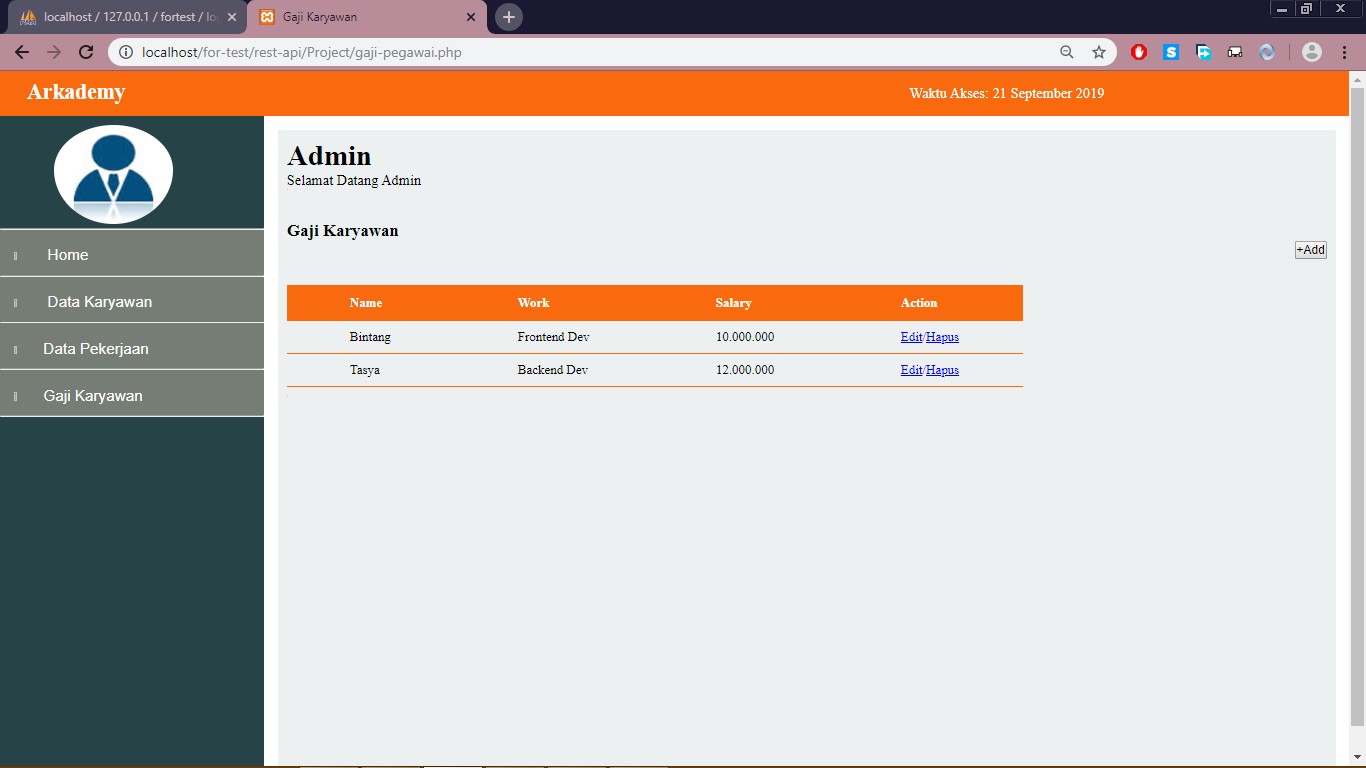 localhost / 127.0.0.1 / fortest / lo
Gaji Karyawan
localhost/for-test/rest-api/Project/gaji-pegawai.php
Arkademy
Waktu Akses: 21 September 2019
Admin
Selamat Datang Admin
Home
Data Karyawan
Data Pekerjaan
Gaji Karyawan
Gaji Karyawan
+Add
Name Work Salary Action
Bintang Frontend Dev 10.000.000 Edit/Hapus
Tasya Backend Dev 12.000.000 Edit/Hapus